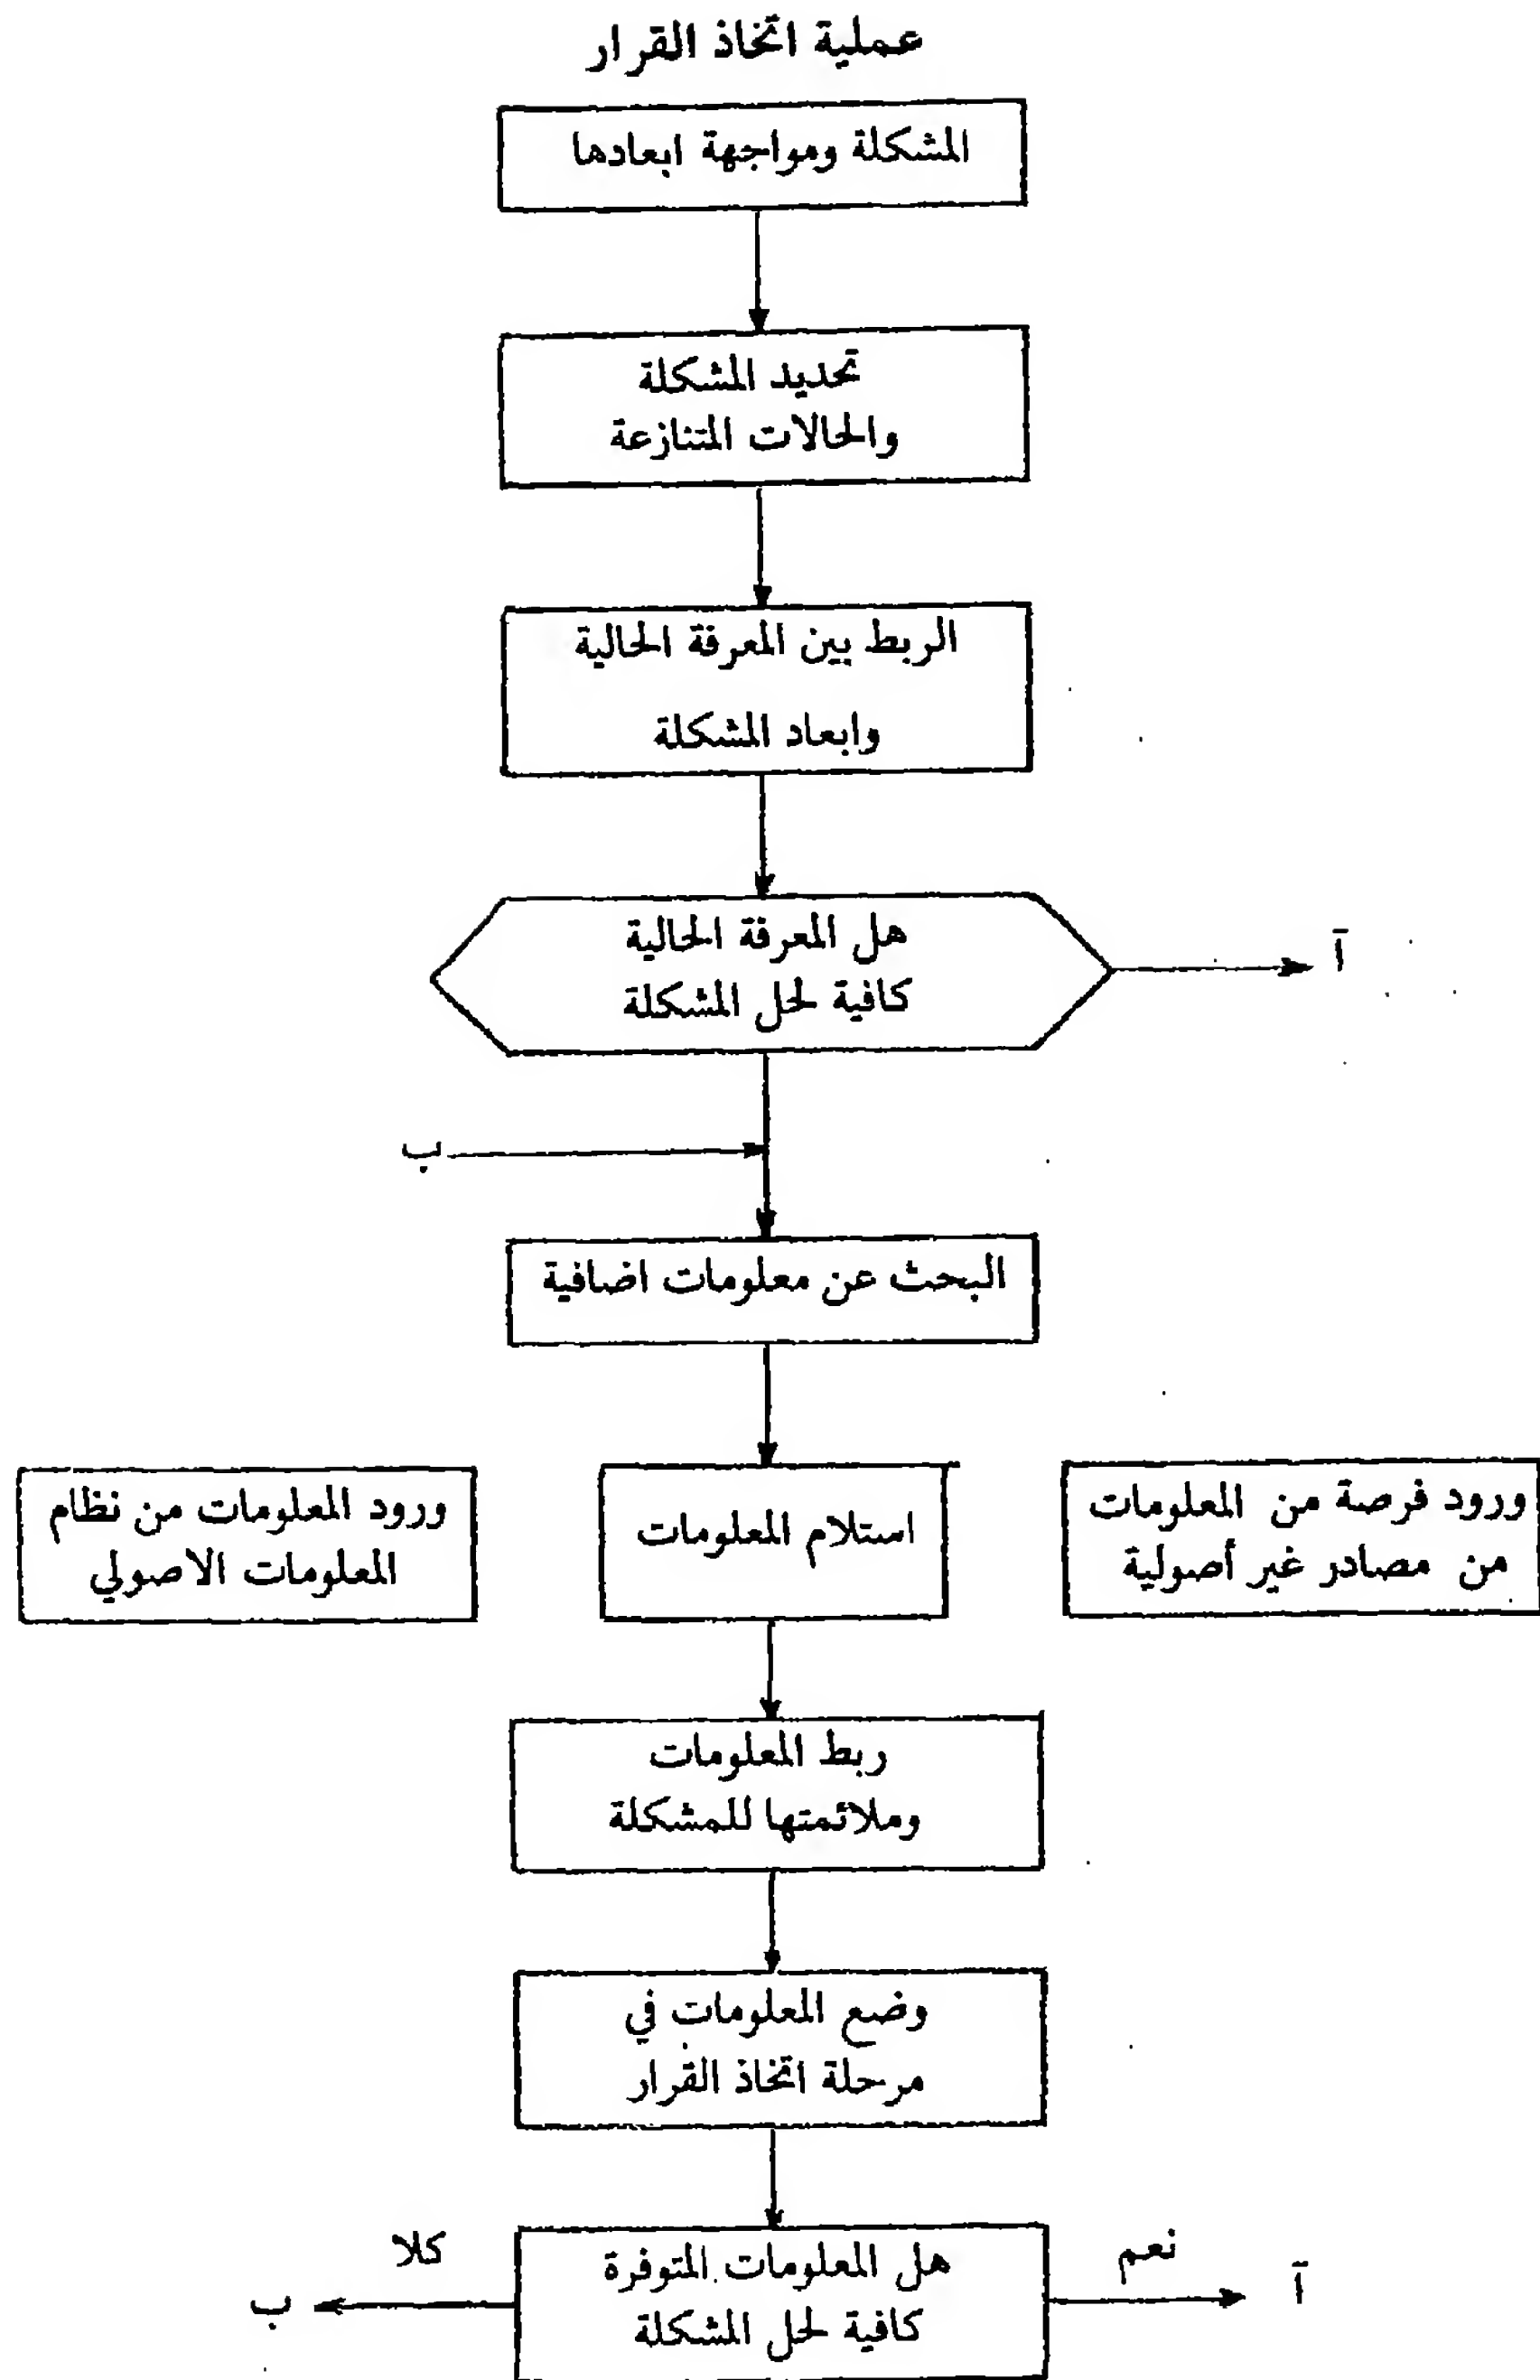 عملية اتخاذ القرار
المشكلة ومواجهة ابعادها
تحديد المشكلة
والحالات المتنازعة
الربط بين المعرفة الحالية
وابعاد المشكلة
هل المعرفة الحالية
كافية لحل المشكلة
آ
ب
البحث عن معلومات اضافية
ورود فرصة من المعلومات
من مصادر غير أصولية
استلام المعلومات
ورود المعلومات من نظام
المعلومات الاصولي
ربط المعلومات
وملائمتها للمشكلة
وضع المعلومات في
مرحلة اتخاذ القرار
هل المعلومات المتوفرة
كافية لحل المشكلة
نعم
آ
كلا
ب